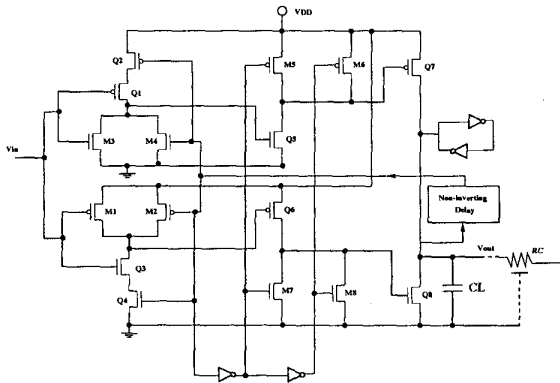 VDD
Q2
M5
M6
Q7
Q1
M3
M4
Q5
Vin
M1
M2
Q6
Non-inverting
Delay
Q3
Vout
RC
Q4
M7
M8
Q8
CL